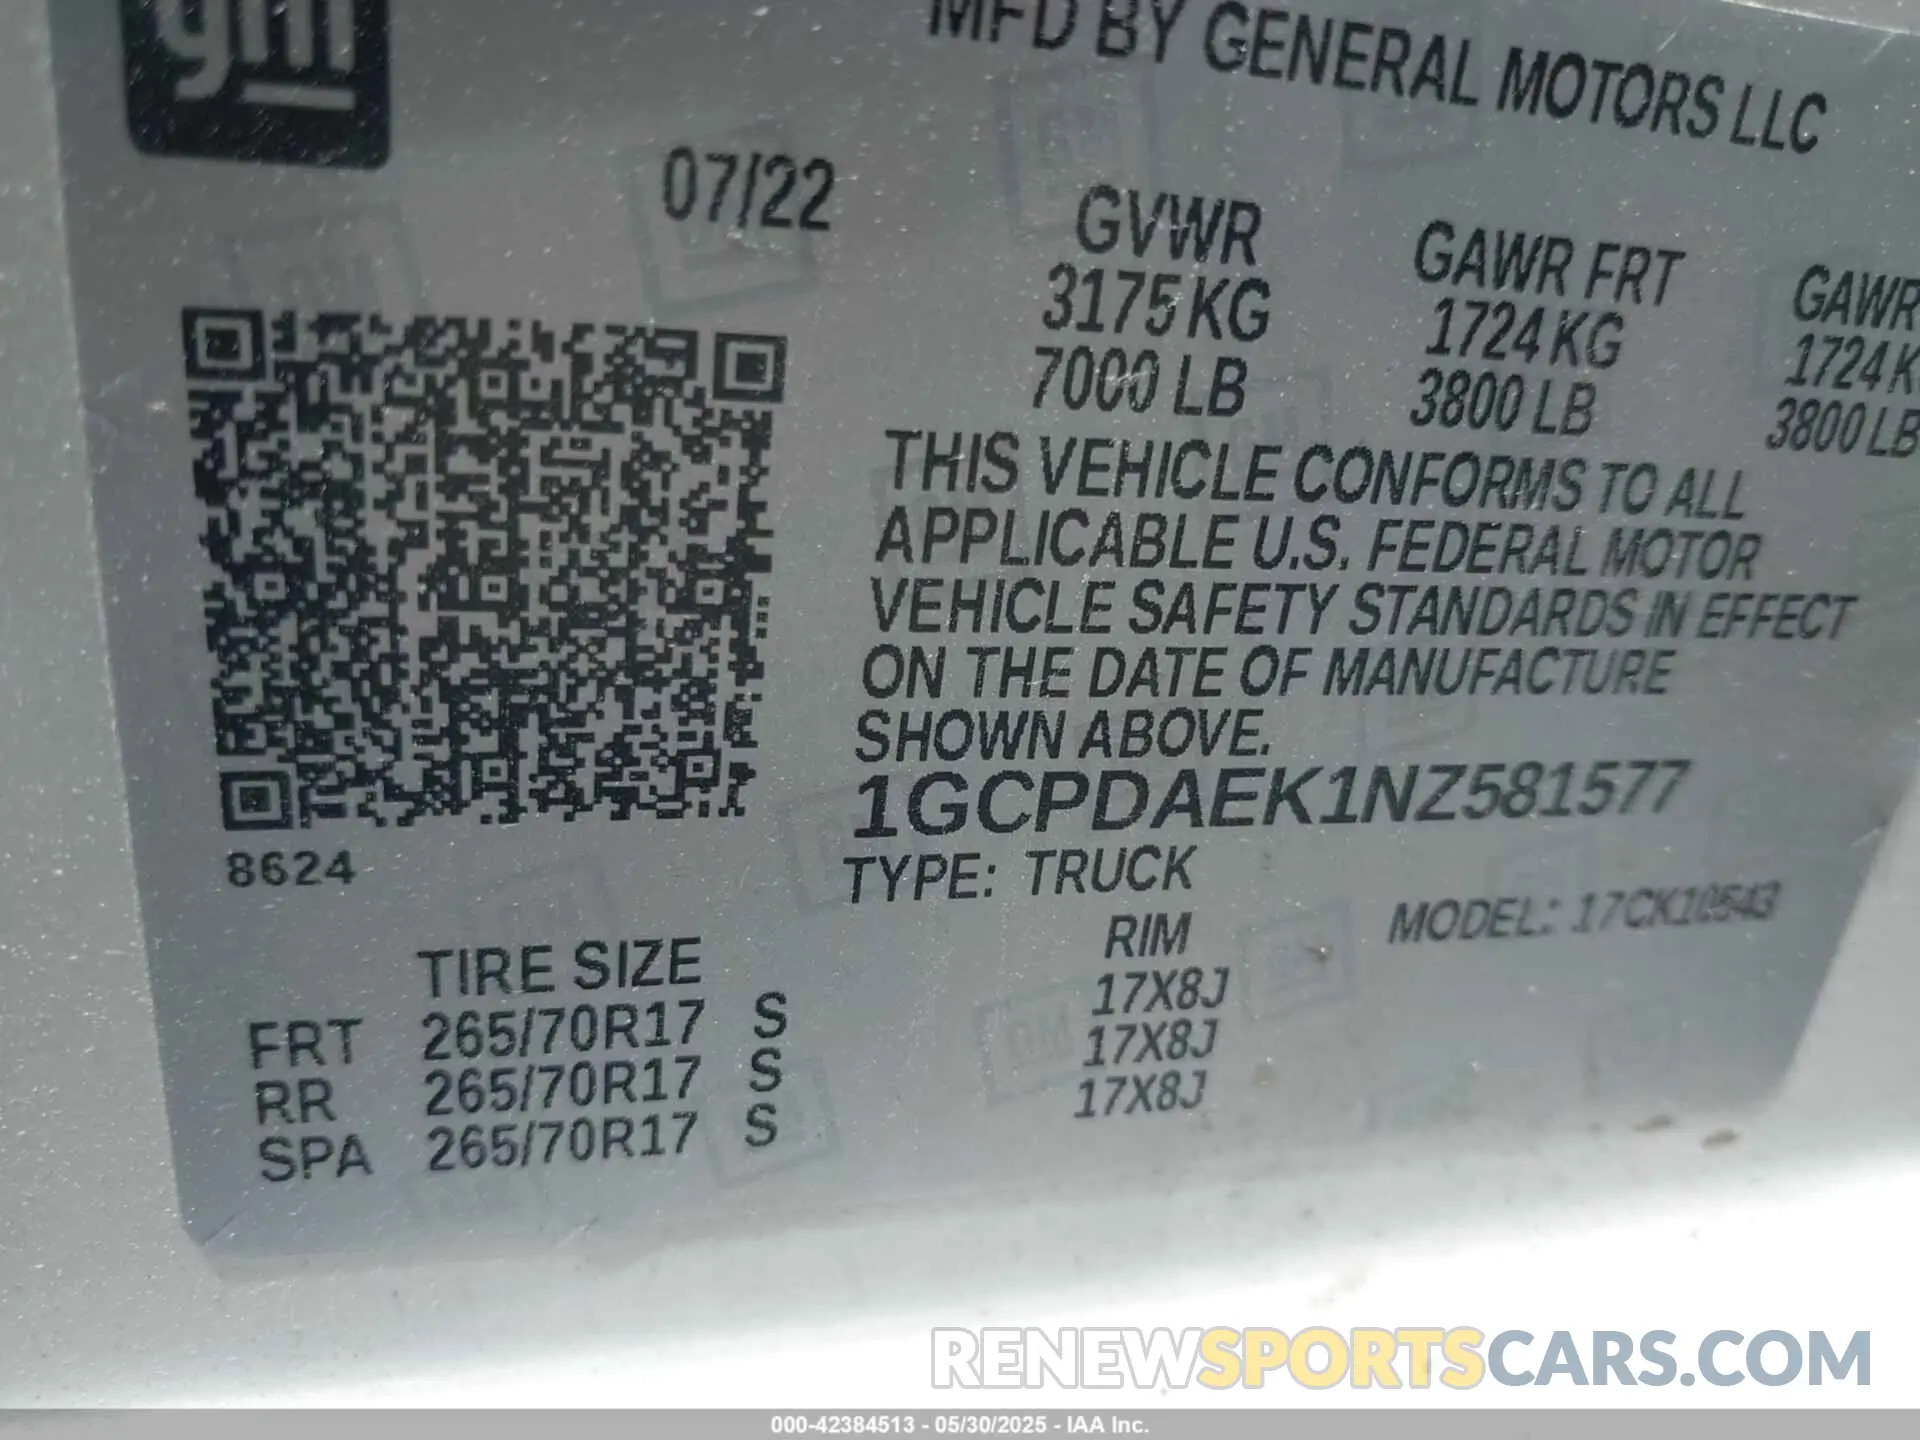 gm
MFD BY GENERAL MOTORS LLC
07/22
GVWR GAWR FRT GAWR
3175 KG 1724 KG 1724 K
7000 LB 3800 LB 3800 LB
THIS VEHICLE CONFORMS TO ALL
APPLICABLE U.S. FEDERAL MOTOR
VEHICLE SAFETY STANDARDS IN EFFECT
ON THE DATE OF MANUFACTURE
SHOWN ABOVE.
1GCPDAEK1NZ581577
8624
TYPE: TRUCK
MODEL: 17CK10543
TIRE SIZE RIM
FRT 265/70R17 S 17X8J
RR 265/70R17 S 17X8J
SPA 265/70R17 S 17X8J
RENEWSPORTSCARS.COM
000-42384513 - 05/30/2025 - IAA Inc.